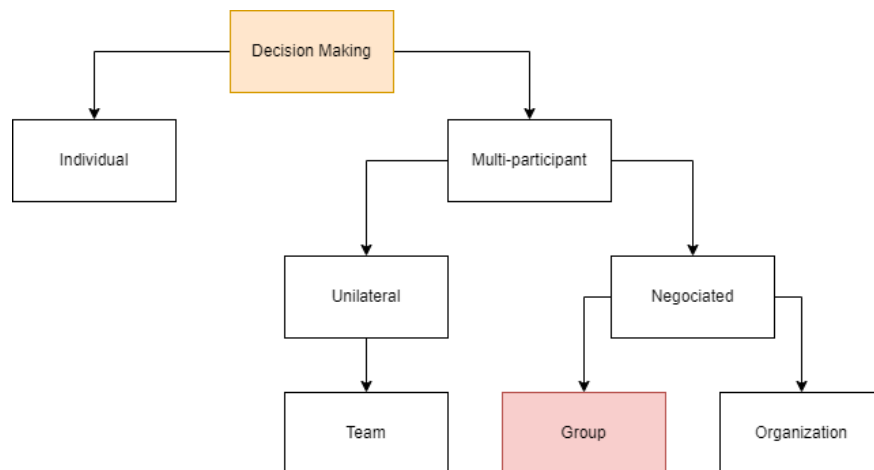 Decision Making
Individual
Multi-participant
Unilateral
Negociated
Team
Group
Organization